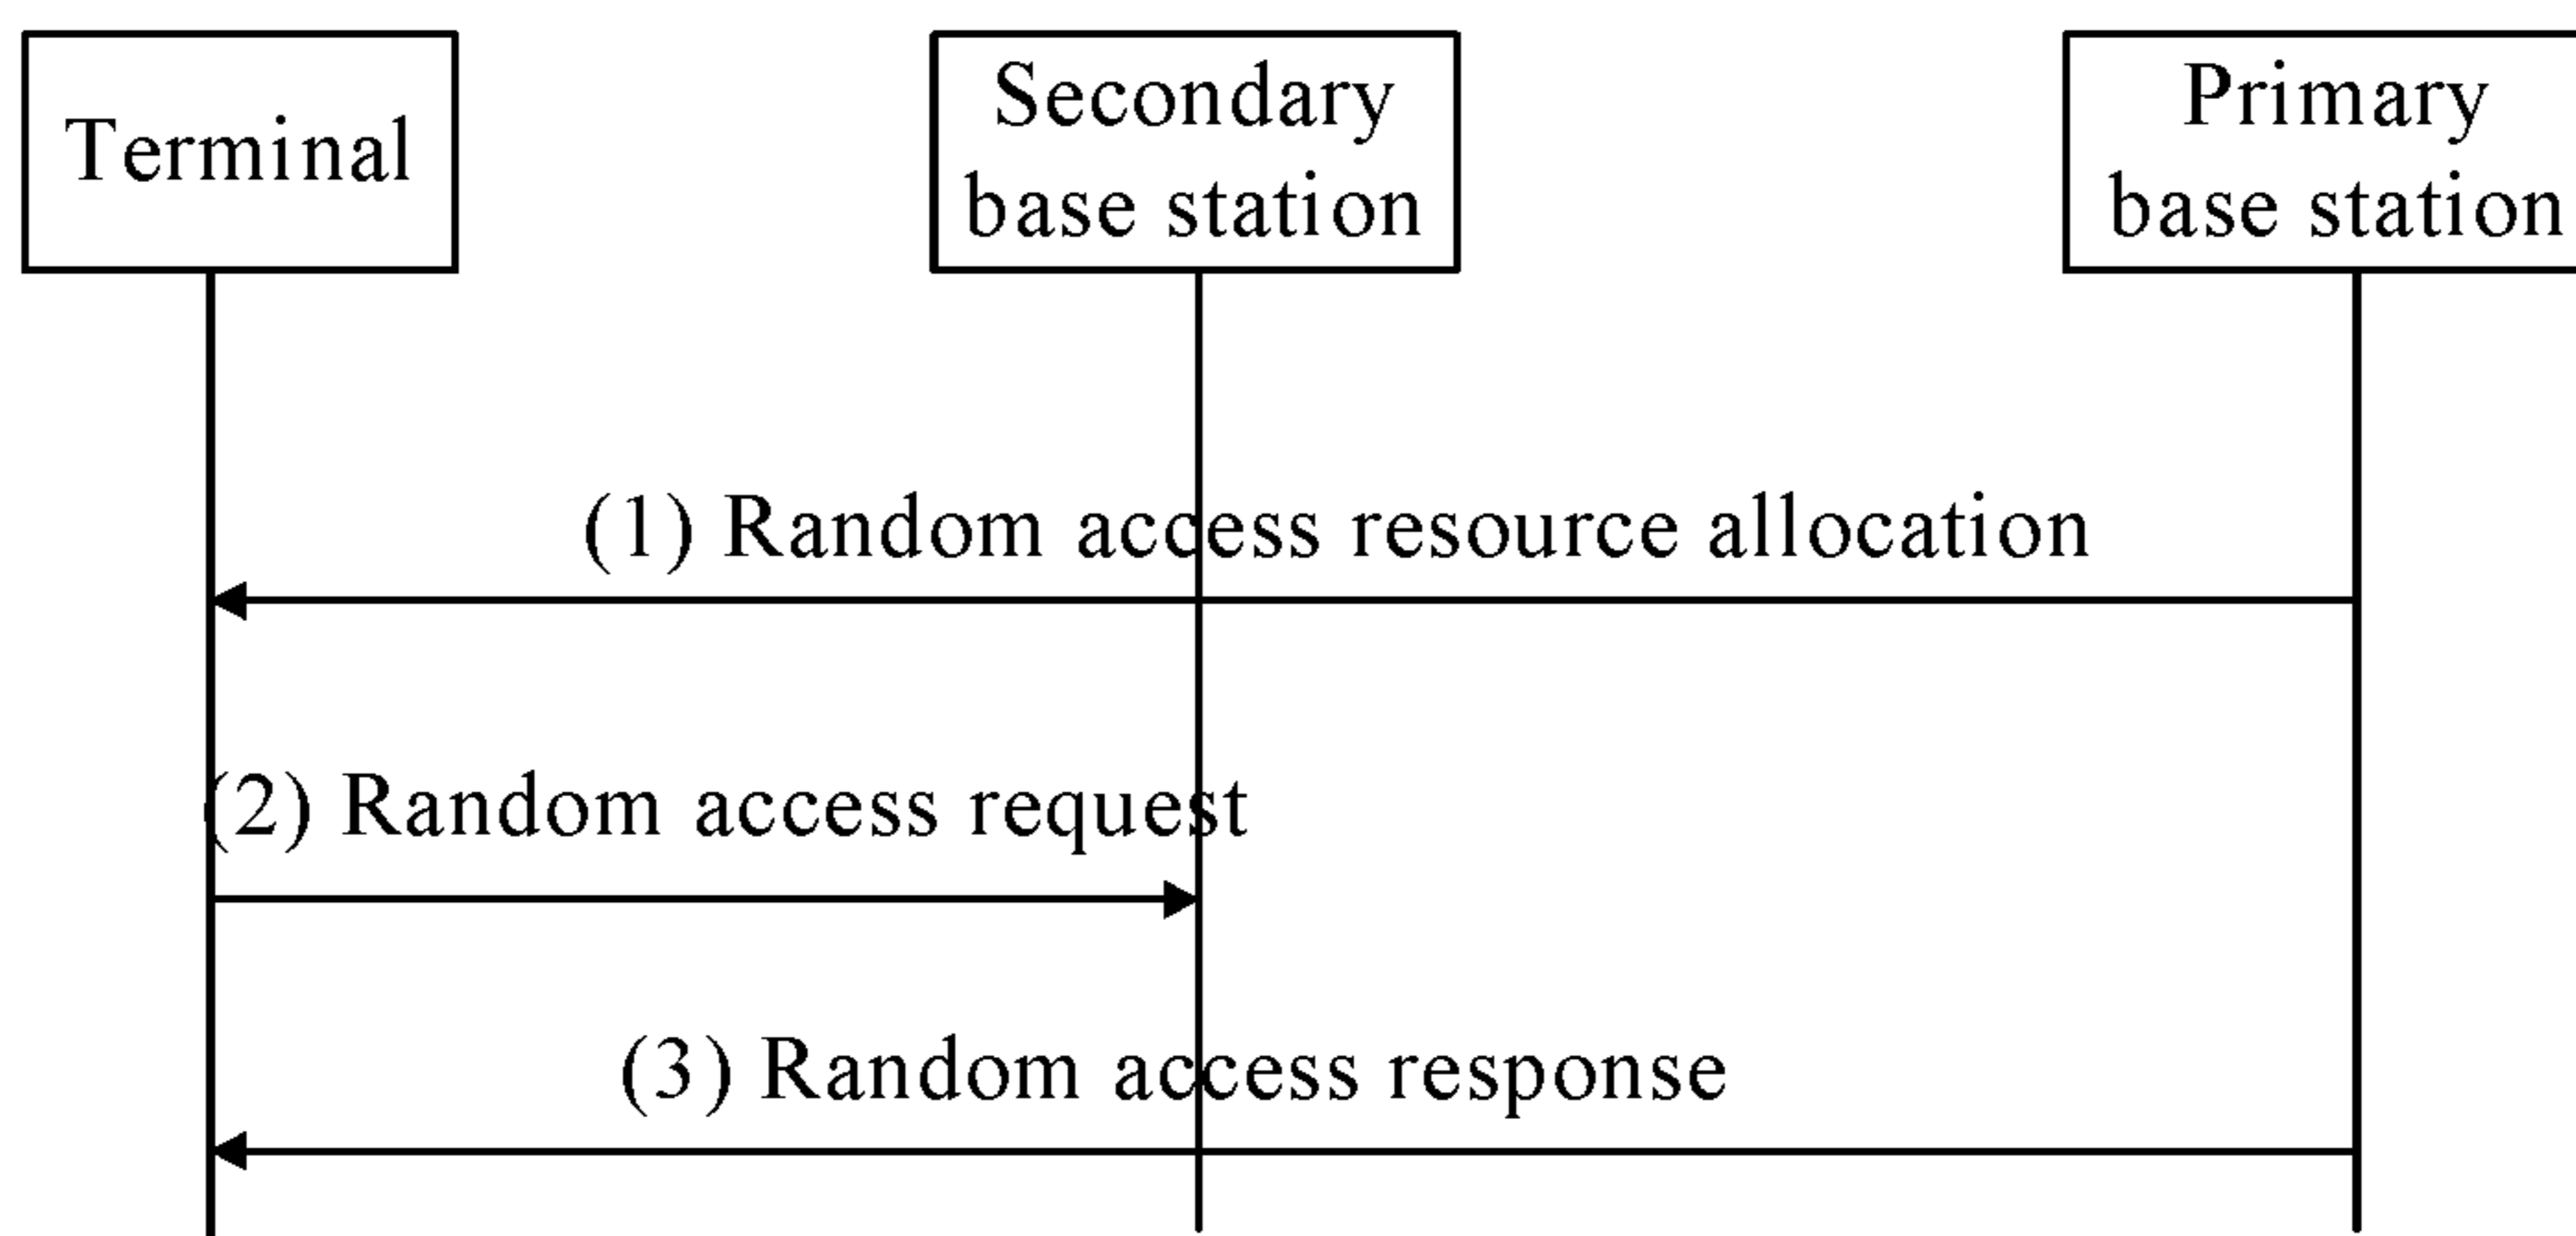 Terminal
Secondary
base station
Primary
base station
(1) Random access resource allocation
(2) Random access request
(3) Random access response